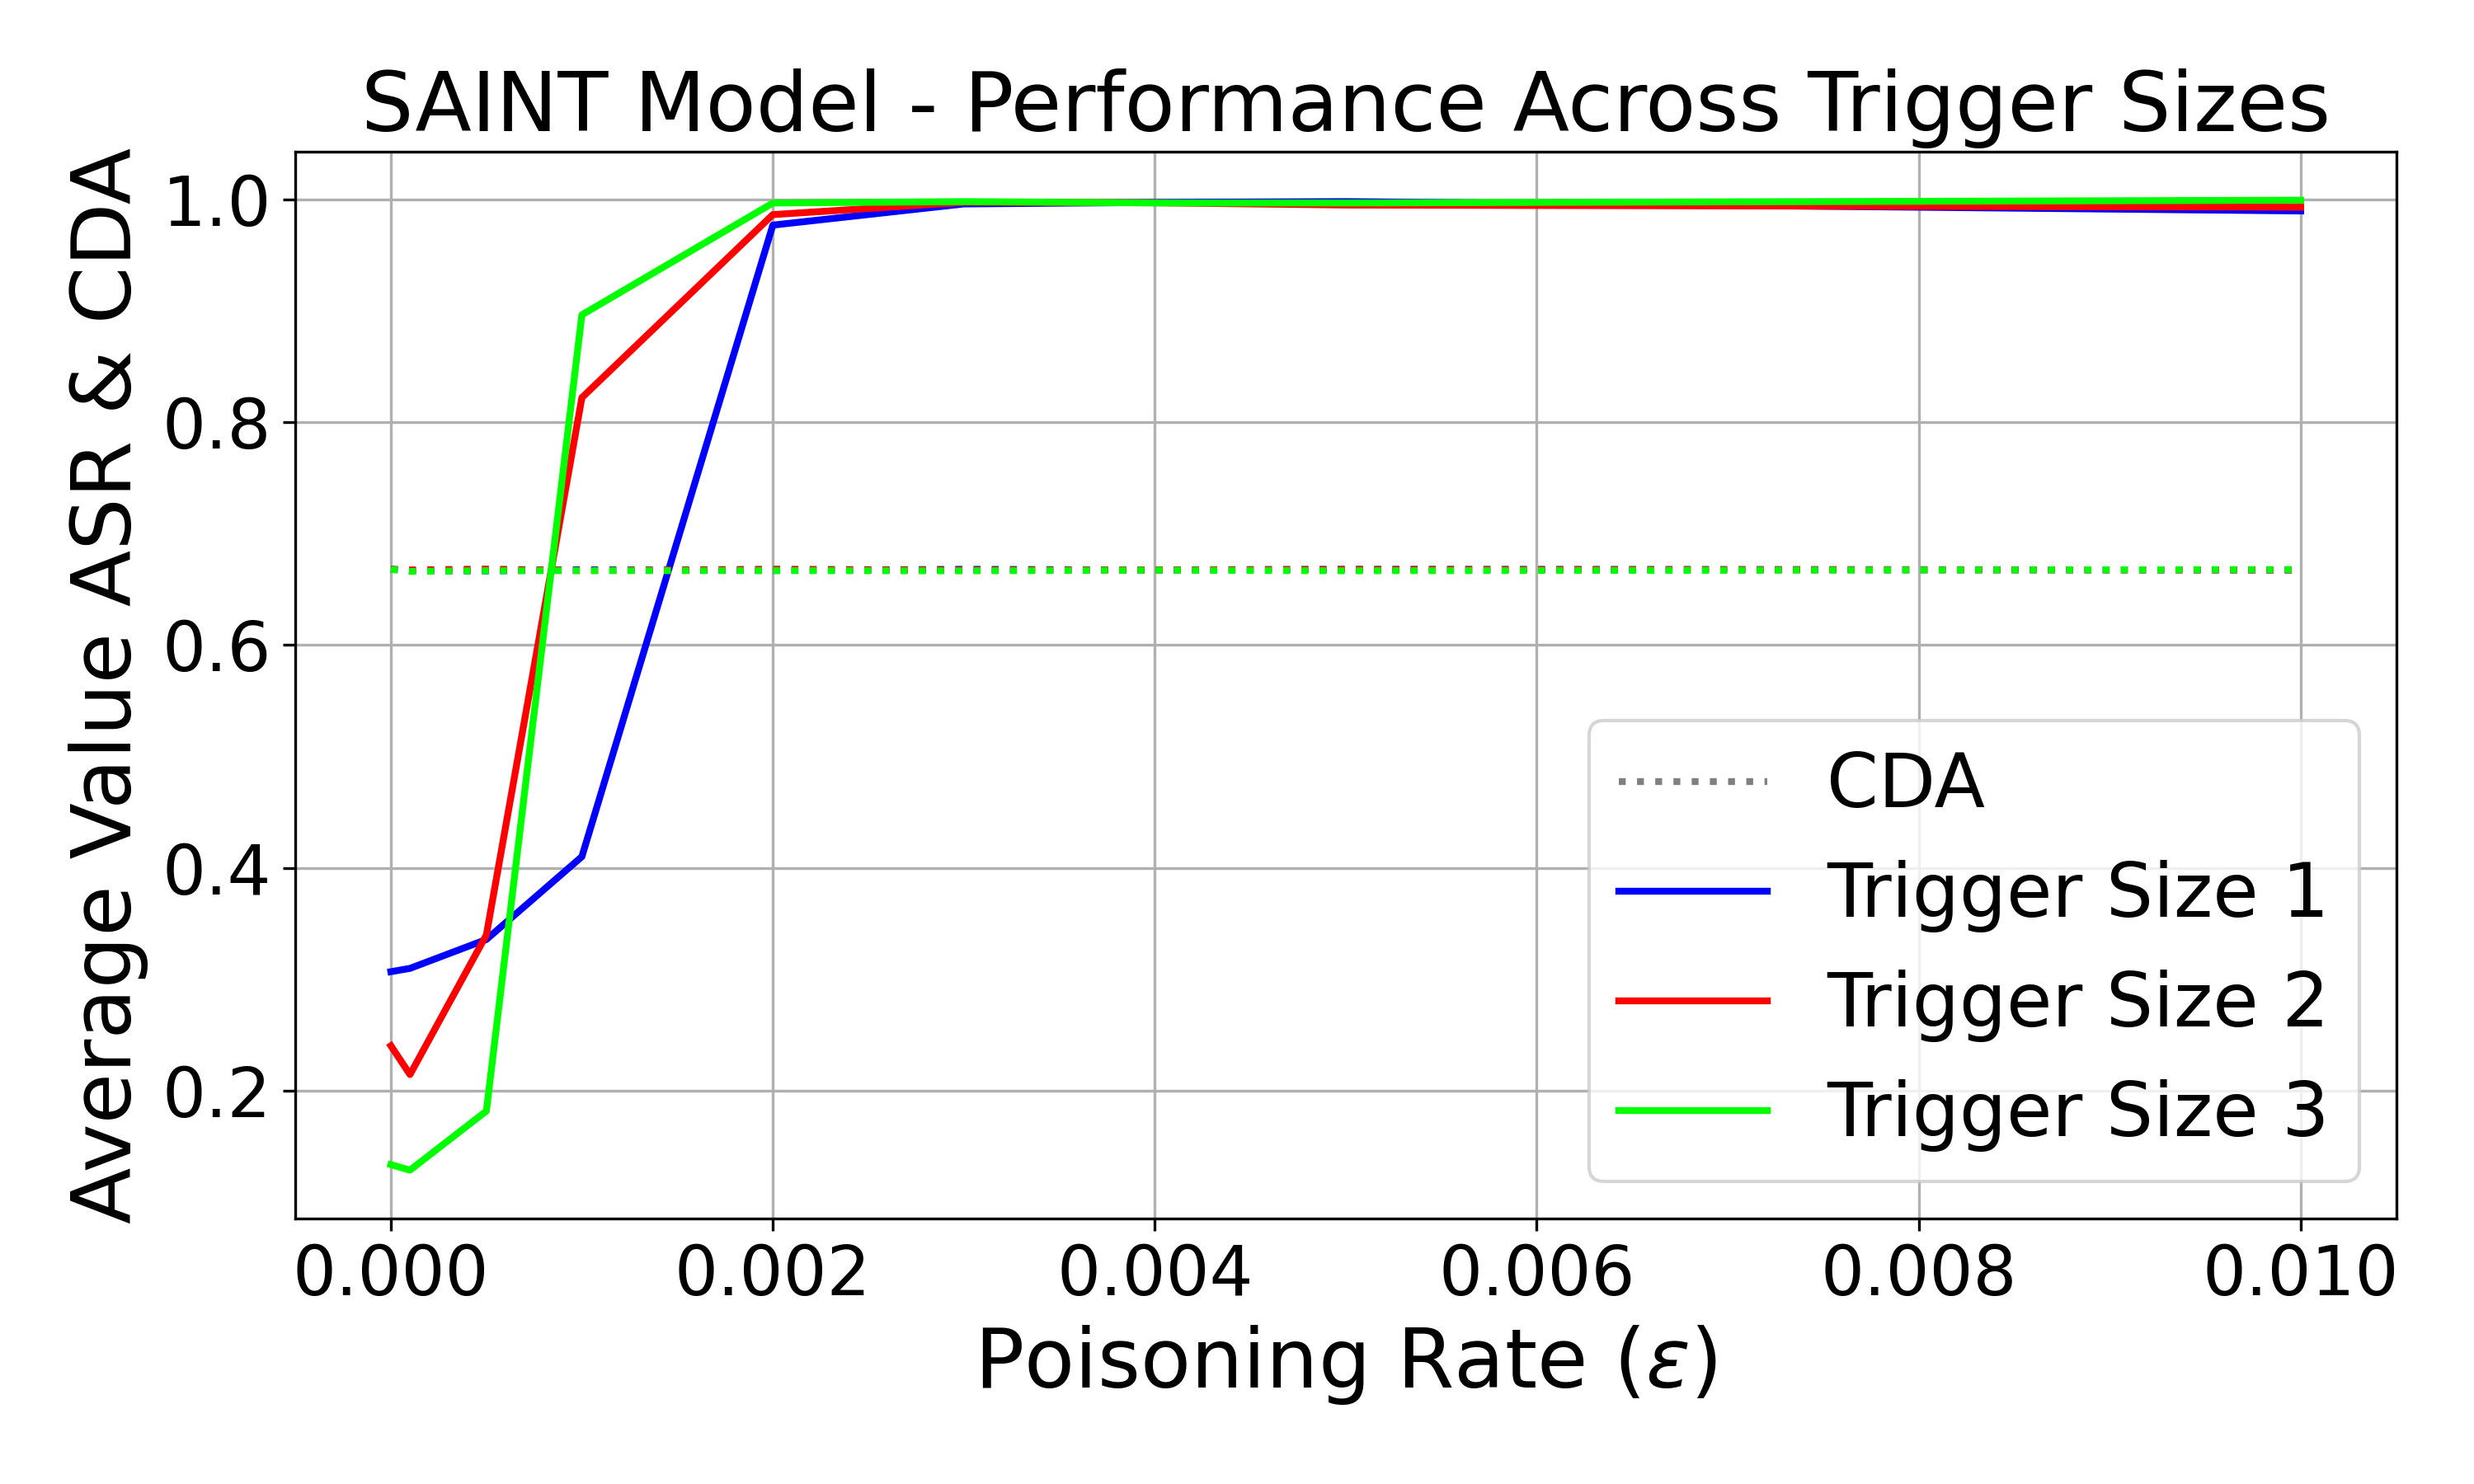 SAINT Model - Performance Across Trigger Sizes
Average Value ASR & CDA
1.0
0.8
0.6
0.4
0.2
0.000 0.002 0.004 0.006 0.008 0.010
Poisoning Rate (ε)
CDA
Trigger Size 1
Trigger Size 2
Trigger Size 3